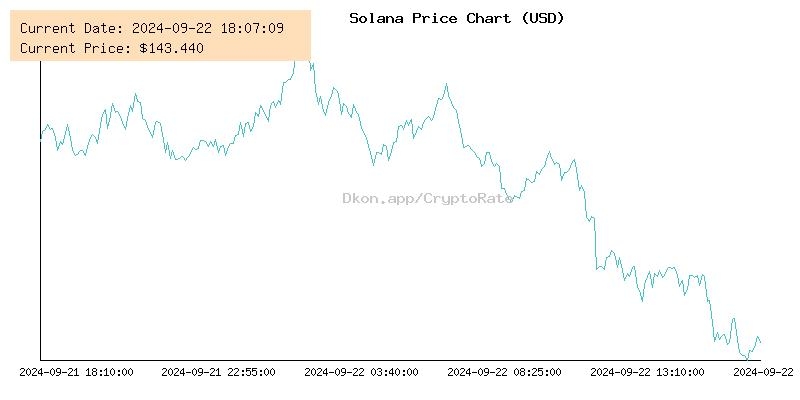 Solana Price Chart (USD)
Current Date: 2024-09-22 18:07:09
Current Price: $143.440
Dkon.app/CryptoRate
2024-09-21 18:10:00
2024-09-21 22:55:00
2024-09-22 03:40:00
2024-09-22 08:25:00
2024-09-22 13:10:00
2024-09-22